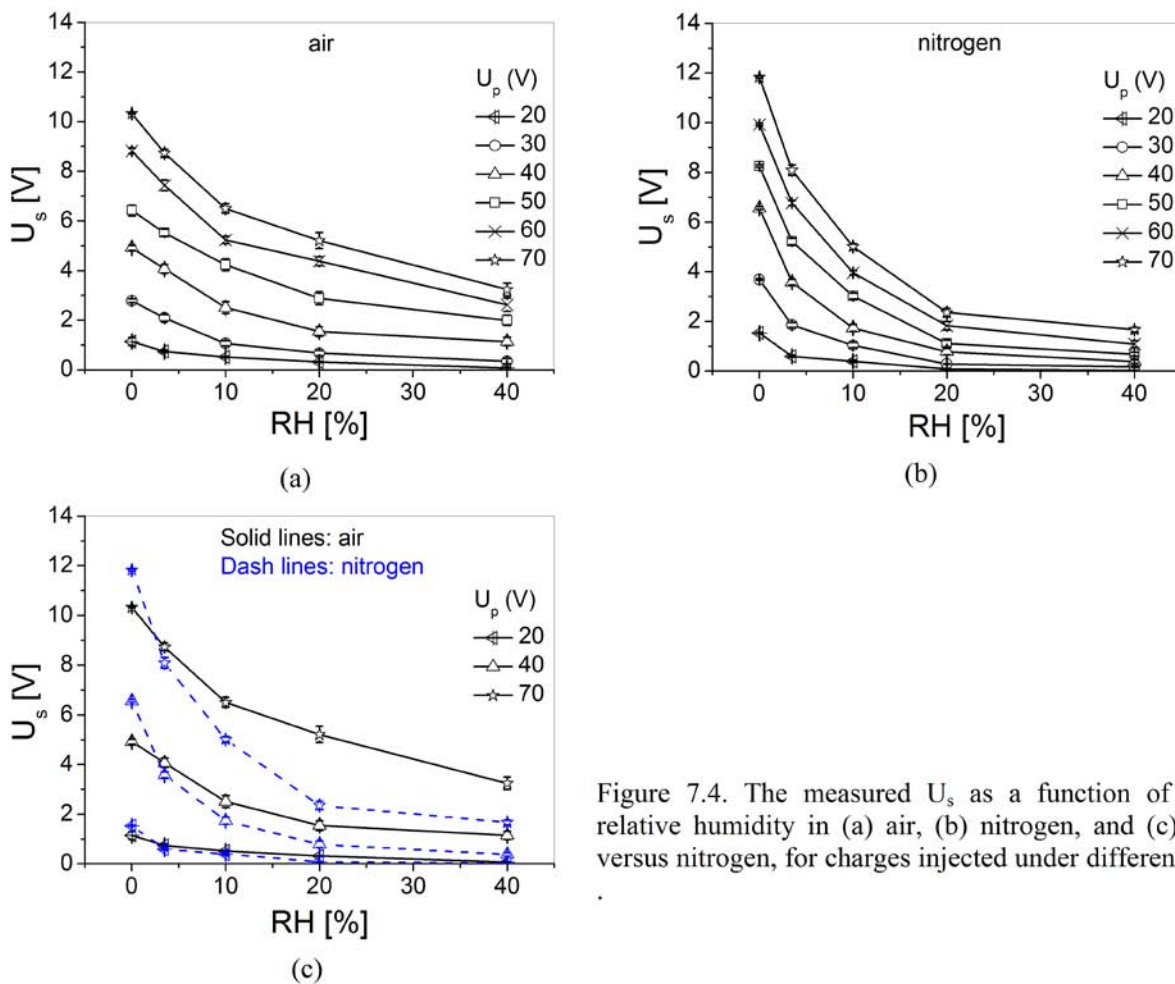 air
U_s [V]
14
12
10
8
6
4
2
0
U_p (V)
20
30
40
50
60
70
0 10 20 30 40
RH [%]
(a)
nitrogen
U_s [V]
14
12
10
8
6
4
2
0
U_p (V)
20
30
40
50
60
70
0 10 20 30 40
RH [%]
(b)
Solid lines: air
Dash lines: nitrogen
U_s [V]
14
12
10
8
6
4
2
0
U_p (V)
20
40
70
0 10 20 30 40
RH [%]
(c)
Figure 7.4. The measured U_s as a function of
relative humidity in (a) air, (b) nitrogen, and (c)
versus nitrogen, for charges injected under differen
.